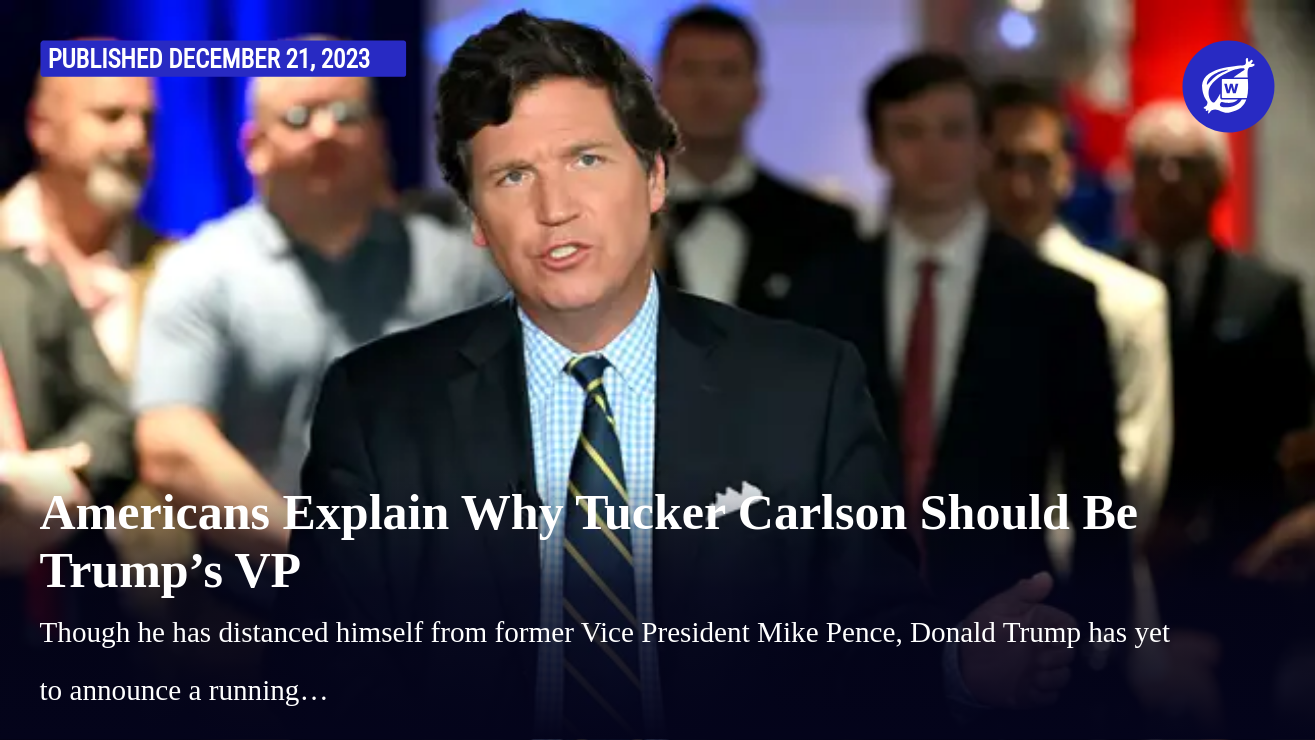 PUBLISHED DECEMBER 21, 2023
W
Americans Explain Why Tucker Carlson Should Be
Trump’s VP
Though he has distanced himself from former Vice President Mike Pence, Donald Trump has yet
to announce a running…